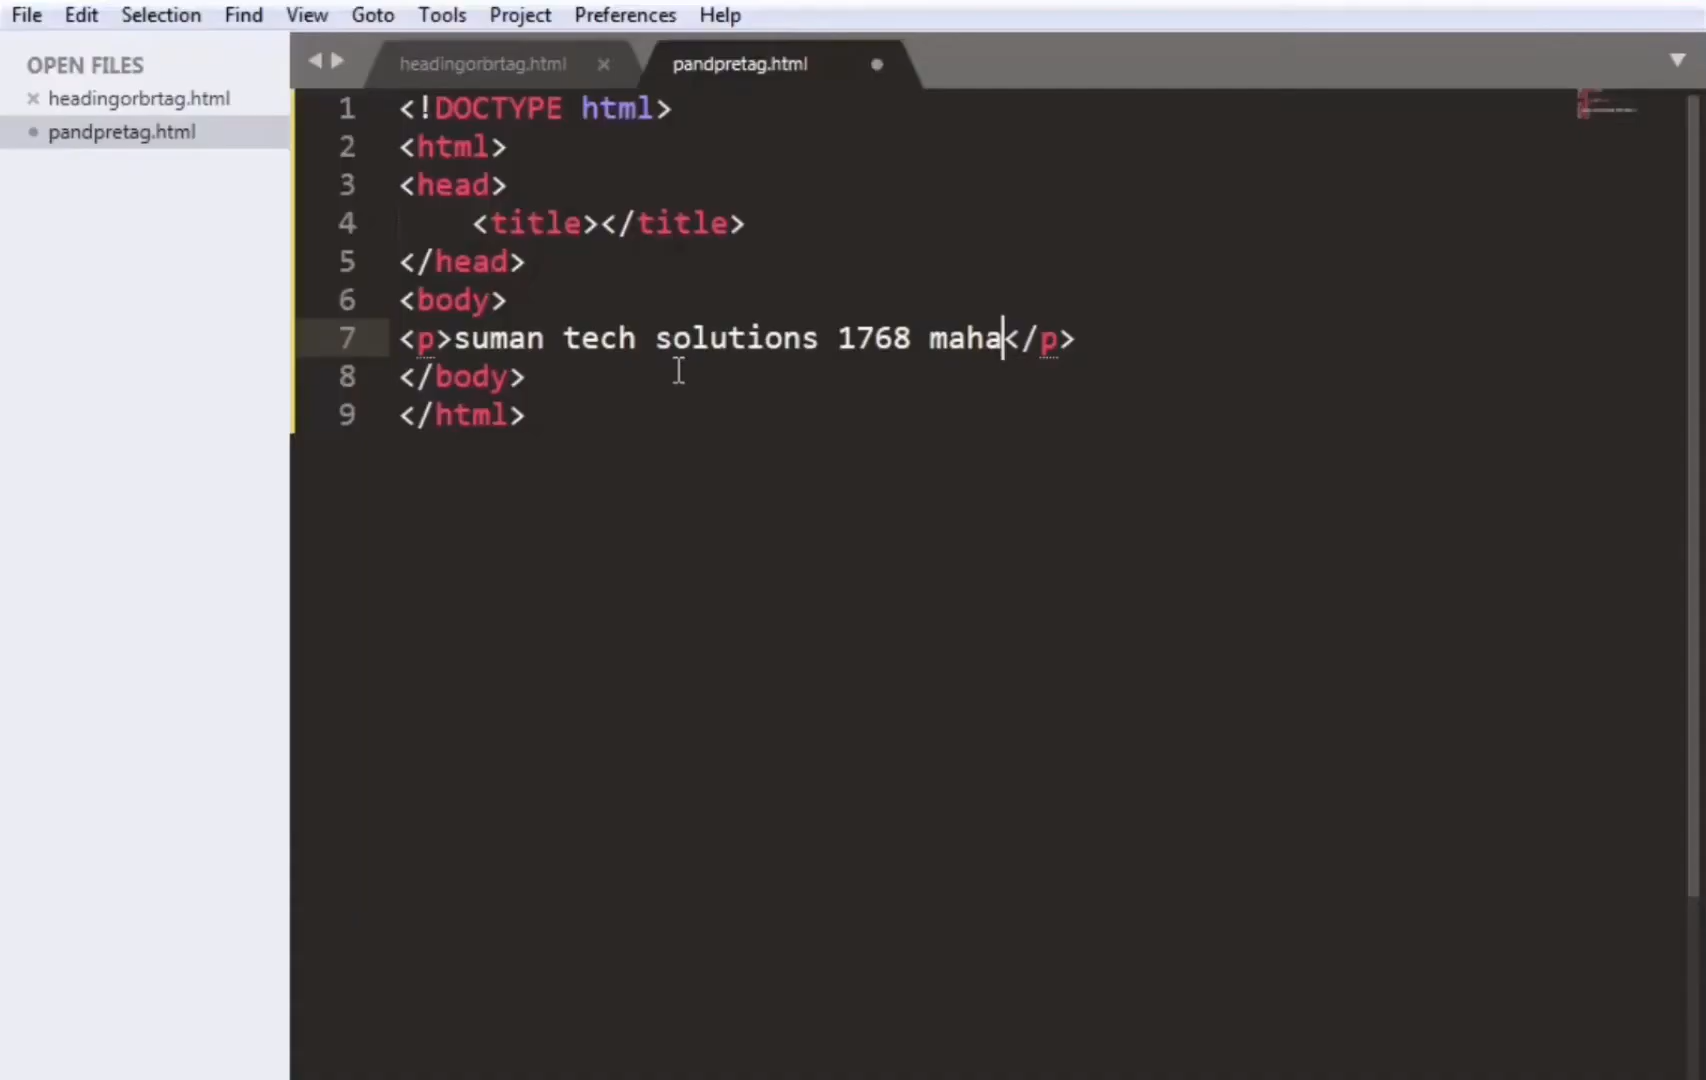 File Edit Selection Find View Goto Tools Project Preferences Help
OPEN FILES
headingorbrtag.html
pandpretag.html
headingorbrtag.html pandpretag.html
1 <!DOCTYPE html>
2 <html>
3 <head>
4 <title></title>
5 </head>
6 <body>
7 <p>suman tech solutions 1768 maha</p>
8 </body>
9 </html>